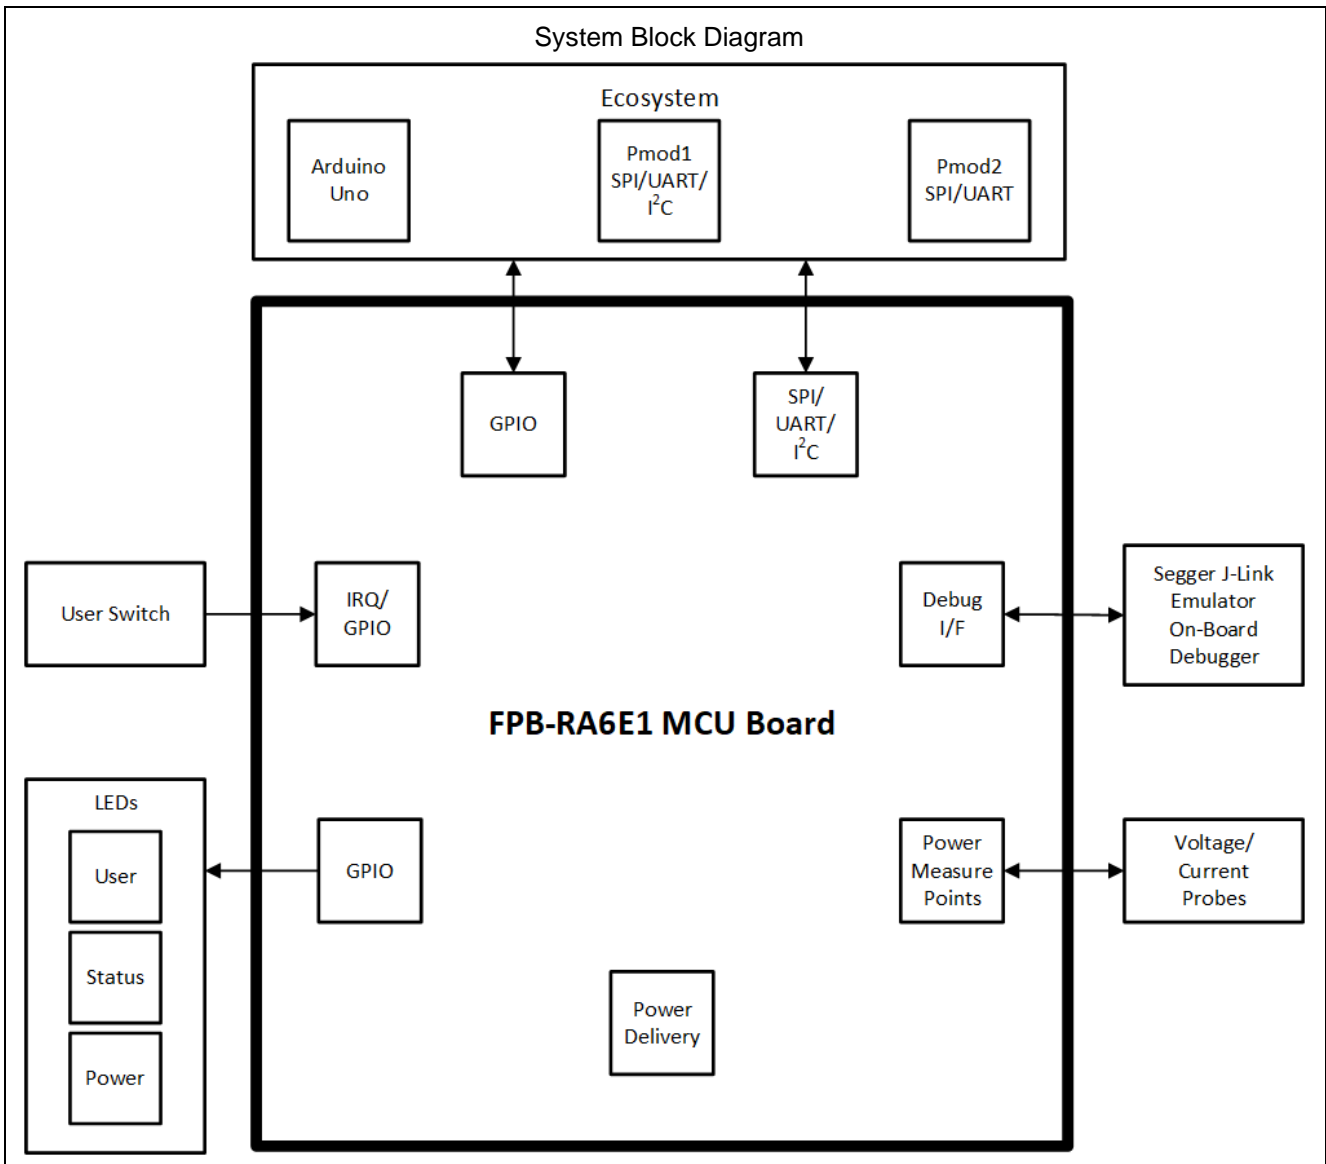 System Block Diagram
Ecosystem
Arduino
Uno
Pmod1
SPI/UART/
I²C
Pmod2
SPI/UART
GPIO
SPI/
UART/
I²C
User Switch
IRQ/
GPIO
Debug
I/F
Segger J-Link
Emulator
On-Board
Debugger
FPB-RA6E1 MCU Board
LEDs
User
Status
Power
GPIO
Power
Measure
Points
Voltage/
Current
Probes
Power
Delivery